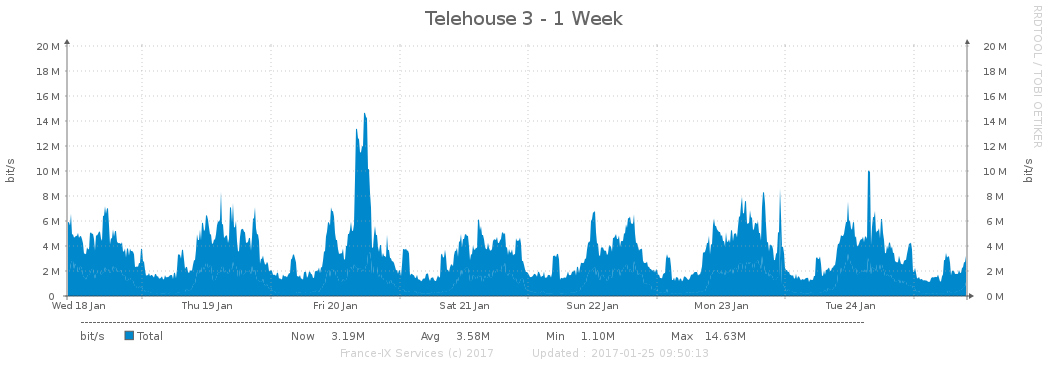 Telehouse 3 - 1 Week
RRDTOOL / TOBI OETIKER
bit/s
bit/s
20 M 20 M
18 M 18 M
16 M 16 M
14 M 14 M
12 M 12 M
10 M 10 M
8 M 8 M
6 M 6 M
4 M 4 M
2 M 2 M
0 0 M
Wed 18 Jan Thu 19 Jan Fri 20 Jan Sat 21 Jan Sun 22 Jan Mon 23 Jan Tue 24 Jan
bit/s Total Now 3.19M Avg 3.58M Min 1.10M Max 14.63M
France-IX Services (c) 2017 Updated : 2017-01-25 09:50:13